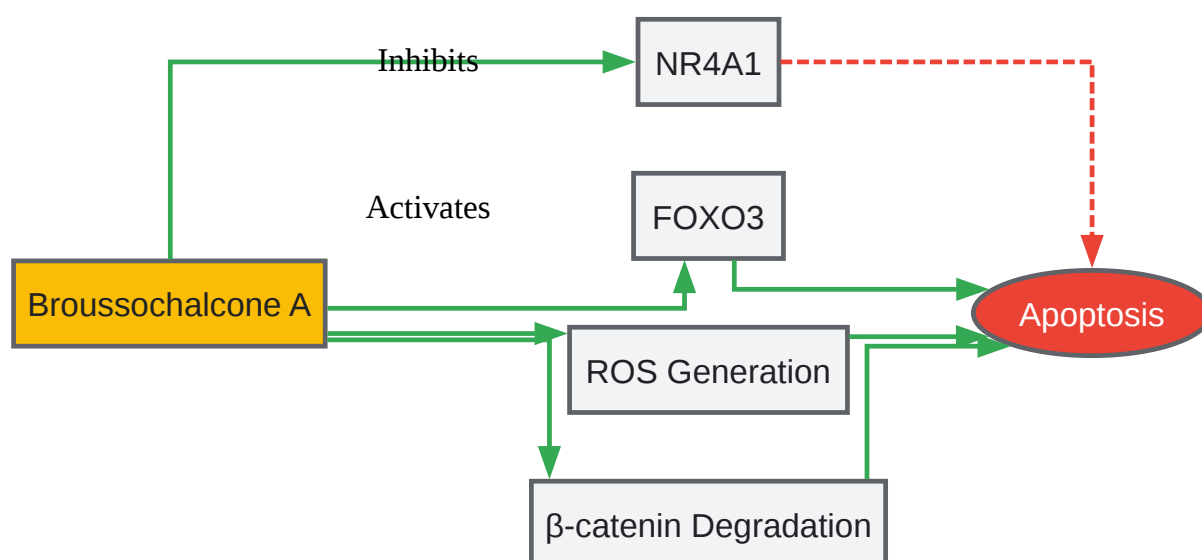 Inhibits
NR4A1
Activates
FOXO3
Broussochalcone A
Apoptosis
ROS Generation
β-catenin Degradation